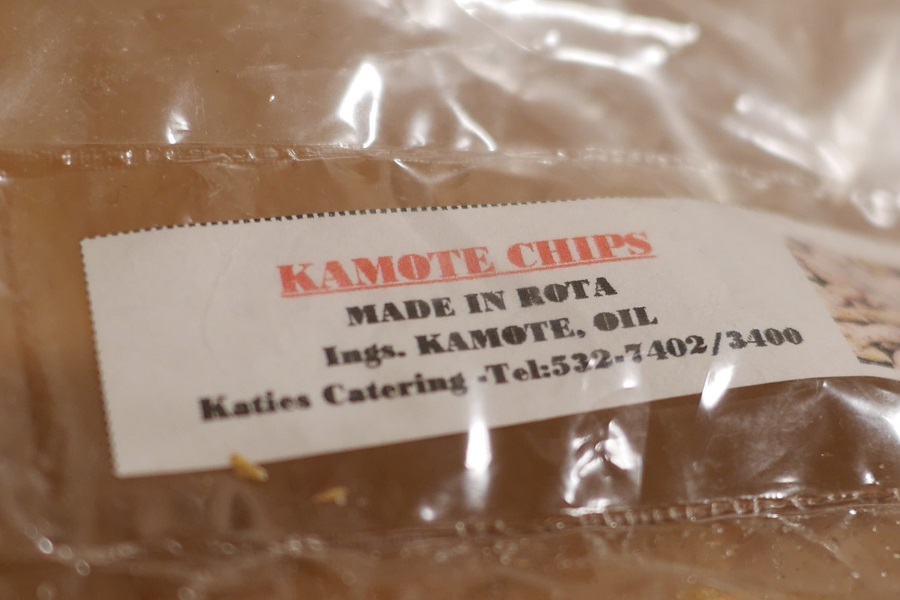 KAMOTE CHIPS
MADE IN ROTA
Ings. KAMOTE, OIL
Katies Catering -Tel:532-7402/3400